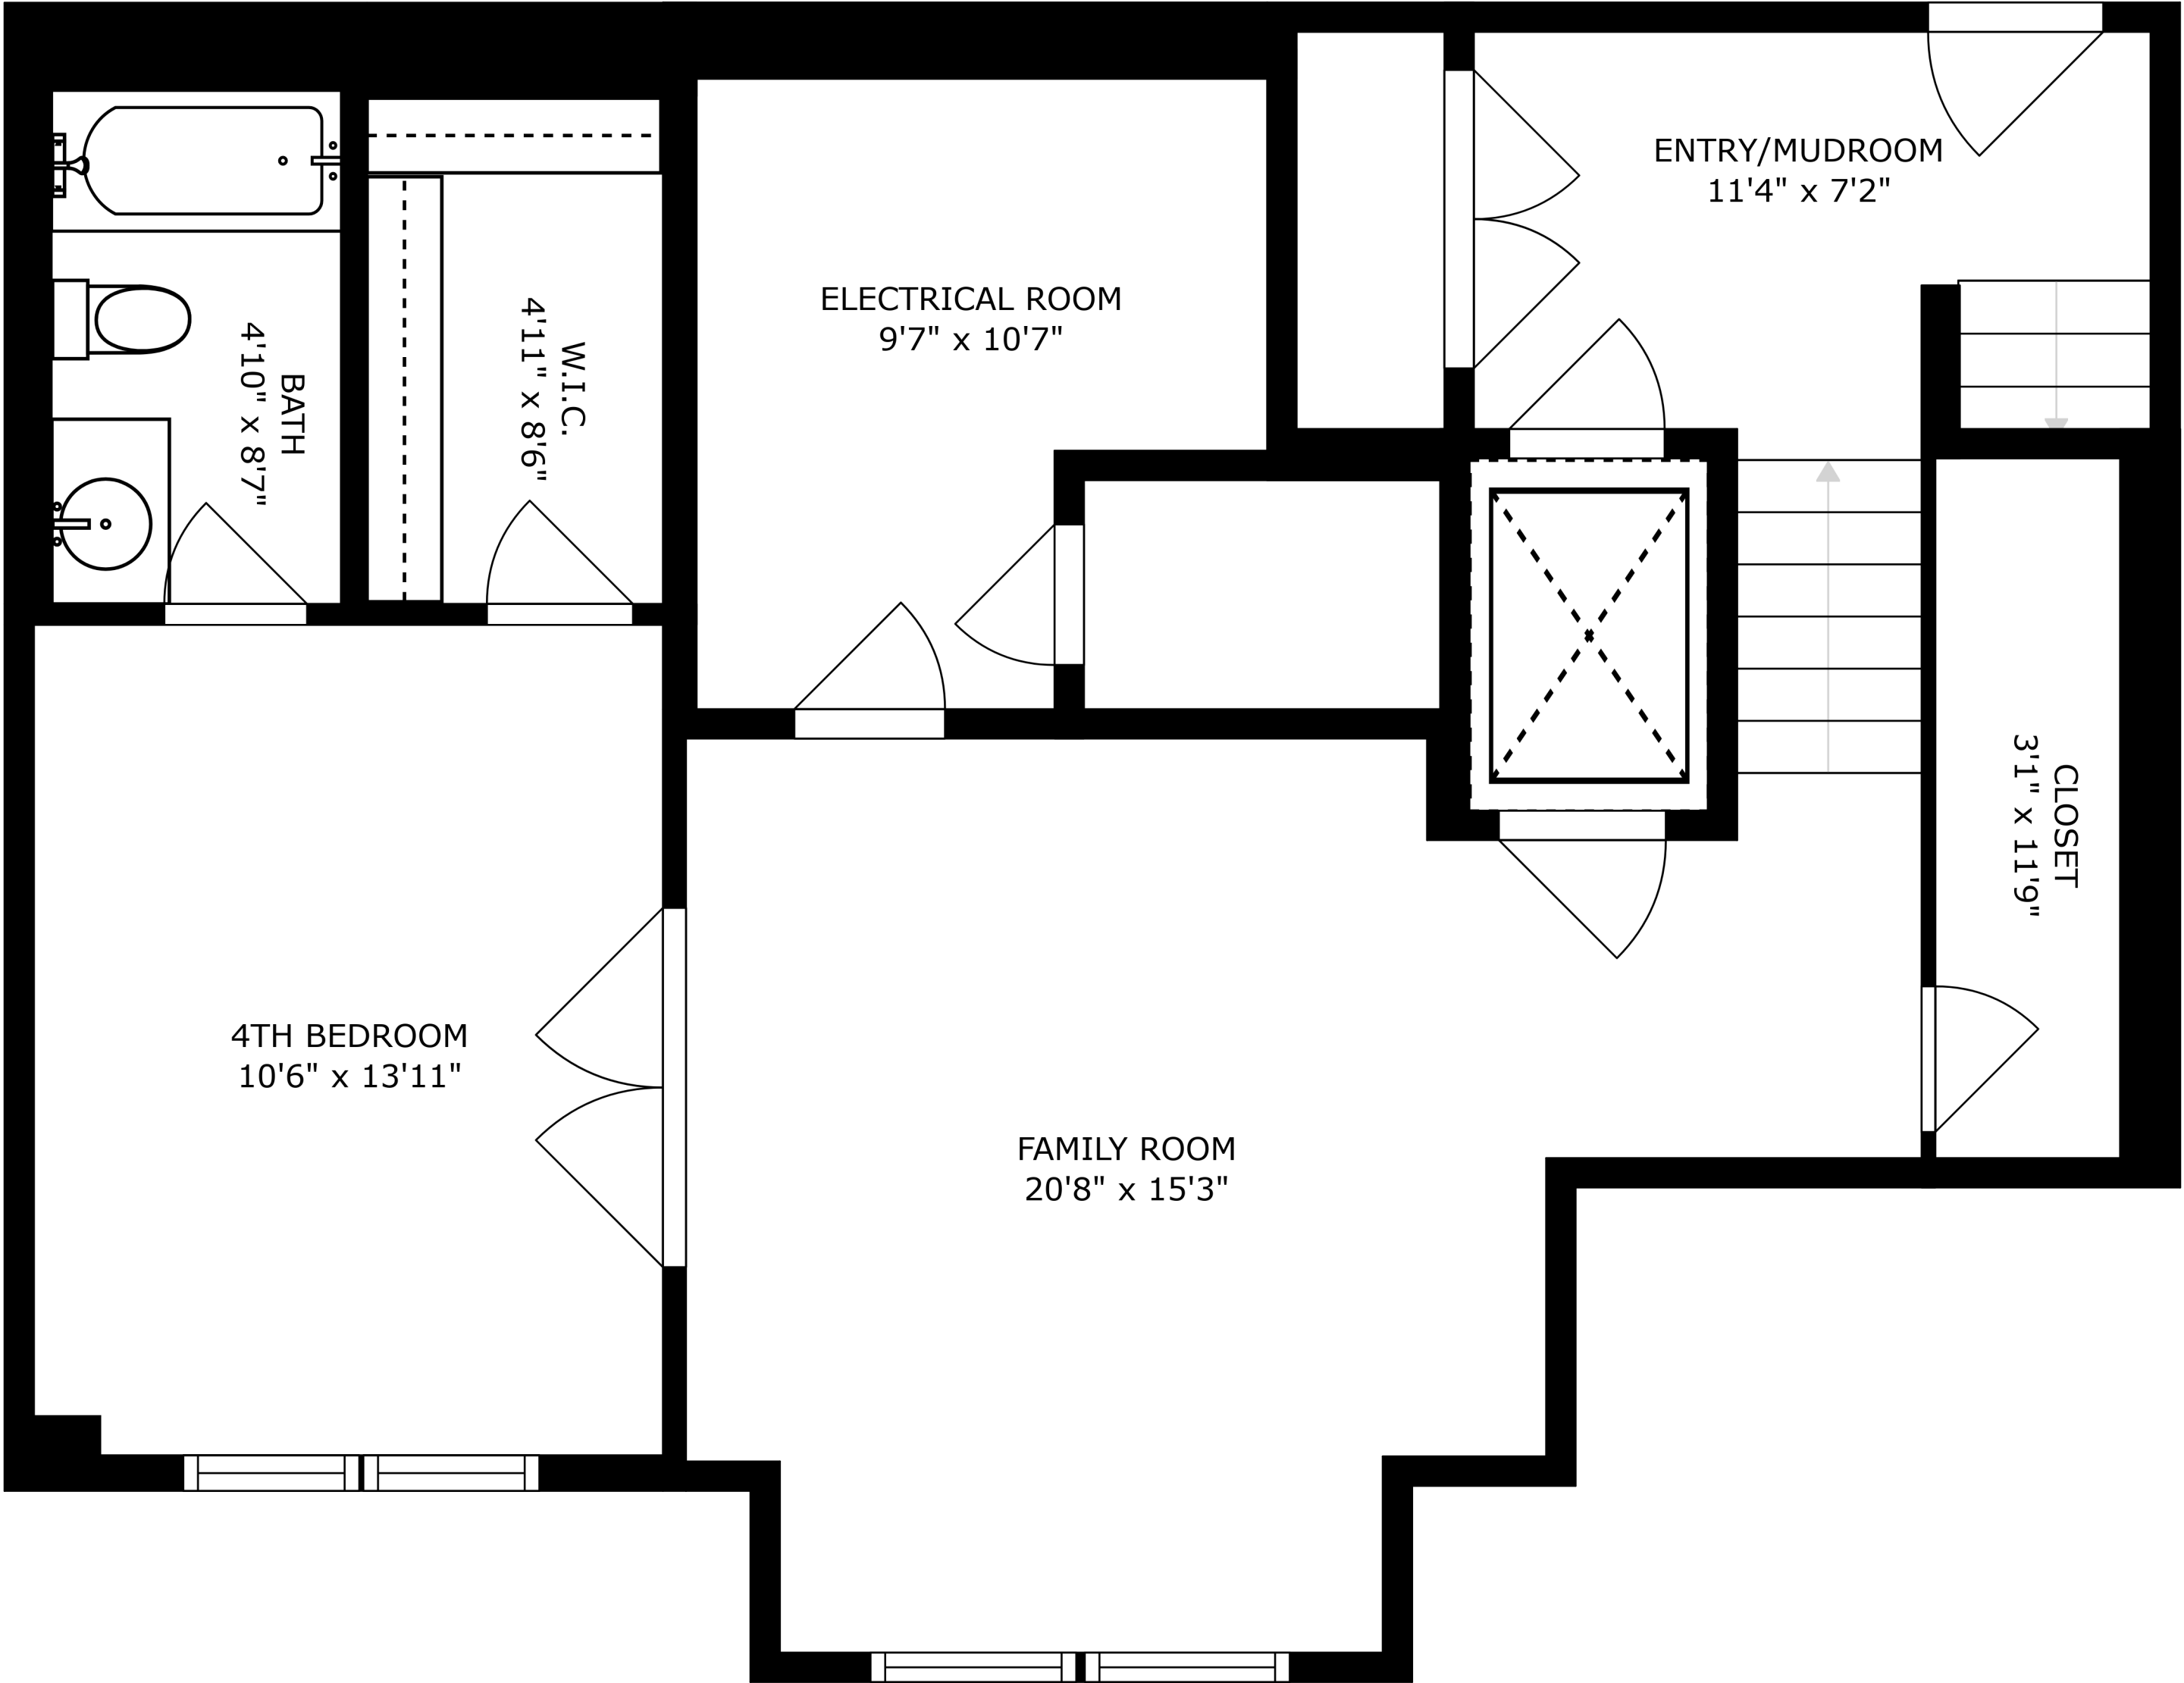 ENTRY/MUDROOM
11'4" x 7'2"
ELECTRICAL ROOM
9'7" x 10'7"
W.I.C.
4'11" x 8'6"
BATH
4'10" x 8'7"
CLOSET
3'1" x 11'9"
4TH BEDROOM
10'6" x 13'11"
FAMILY ROOM
20'8" x 15'3"